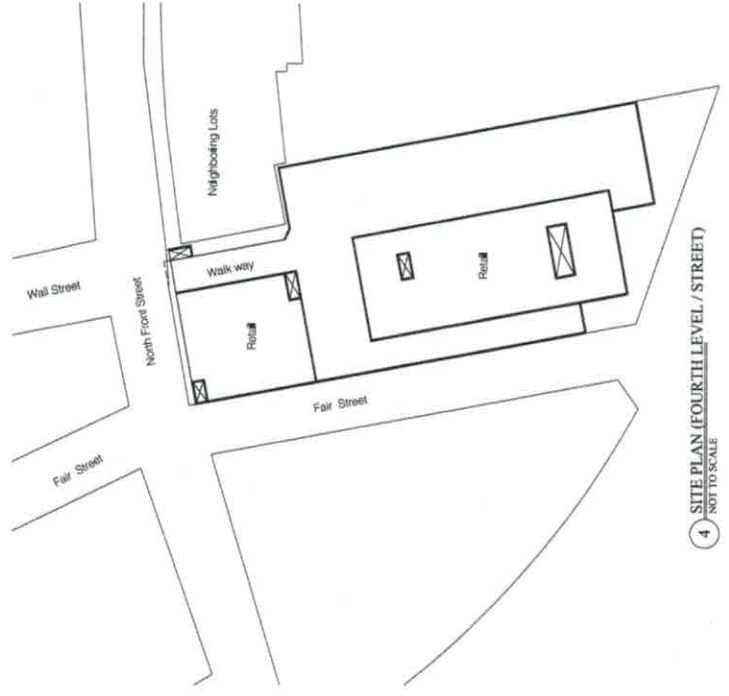 Neighboring Lots
Wall Street
Walk way
North Front Street
Retail
Retail
Fair Street
Fair Street
4 SITE PLAN (FOURTH LEVEL / STREET)
NOT TO SCALE